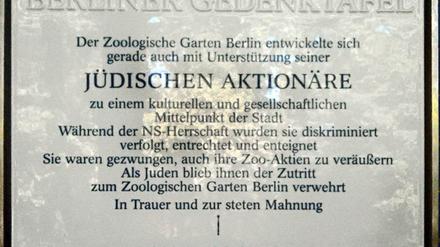 BERLINER GEDENKTAFEL
Der Zoologische Garten Berlin entwickelte sich
gerade auch mit Unterstützung seiner
JÜDISCHEN AKTIONÄRE
zu einem kulturellen und gesellschaftlichen
Mittelpunkt der Stadt
Während der NS-Herrschaft wurden sie diskriminiert
verfolgt, entrechtet und enteignet
Sie waren gezwungen, auch ihre Zoo-Aktien zu veräußern
Als Juden blieb ihnen der Zutritt
zum Zoologischen Garten Berlin verwehrt
In Trauer und zur steten Mahnung